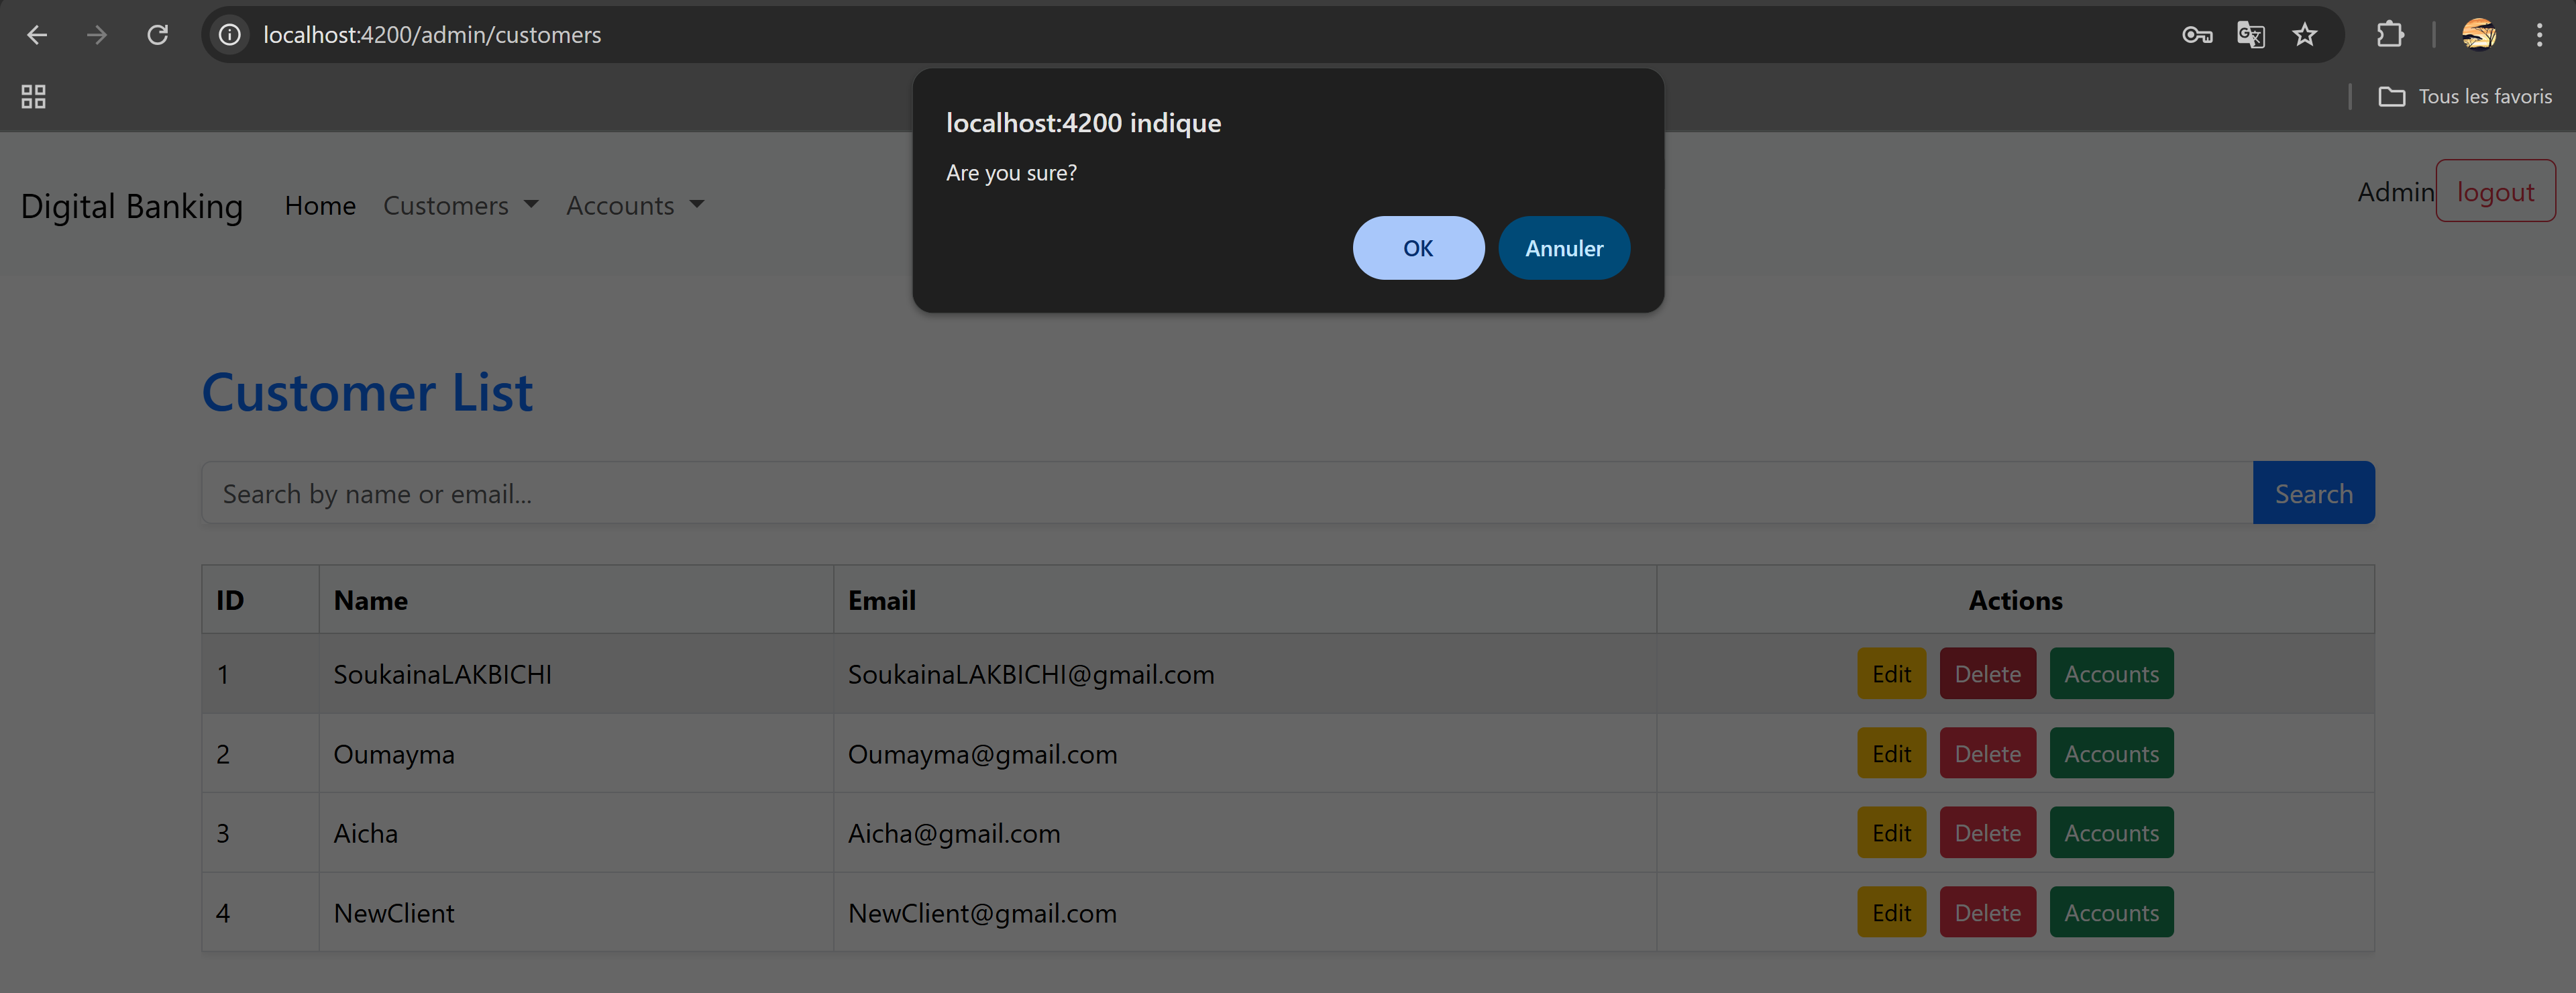 localhost:4200/admin/customers
Tous les favoris
localhost:4200 indique
Are you sure?
OK Annuler
Digital Banking Home Customers Accounts Admin logout
Customer List
Search by name or email... Search
ID Name Email Actions
1 SoukainaLAKBICHI SoukainaLAKBICHI@gmail.com Edit Delete Accounts
2 Oumayma Oumayma@gmail.com Edit Delete Accounts
3 Aicha Aicha@gmail.com Edit Delete Accounts
4 NewClient NewClient@gmail.com Edit Delete Accounts